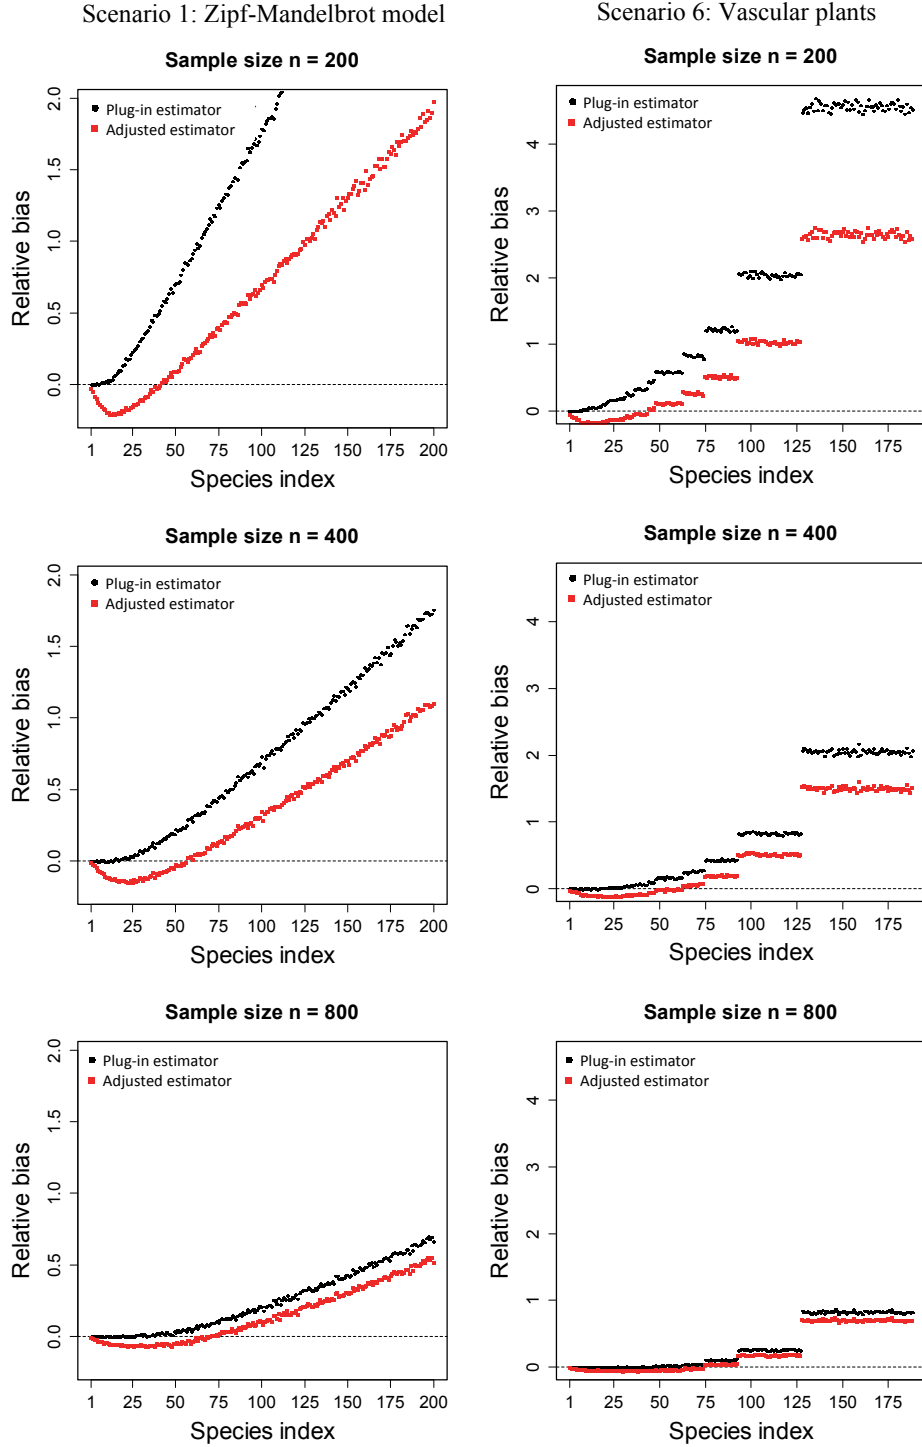 Scenario 1: Zipf-Mandelbrot model
Scenario 6: Vascular plants
Sample size n = 200
Plug-in estimator
Adjusted estimator
Relative bias
0.0 0.5 1.0 1.5 2.0
1 25 50 75 100 125 150 175 200
Species index
Sample size n = 200
Plug-in estimator
Adjusted estimator
Relative bias
0 1 2 3 4
1 25 50 75 100 125 150 175
Species index
Sample size n = 400
Plug-in estimator
Adjusted estimator
Relative bias
0.0 0.5 1.0 1.5 2.0
1 25 50 75 100 125 150 175 200
Species index
Sample size n = 400
Plug-in estimator
Adjusted estimator
Relative bias
0 1 2 3 4
1 25 50 75 100 125 150 175
Species index
Sample size n = 800
Plug-in estimator
Adjusted estimator
Relative bias
0.0 0.5 1.0 1.5 2.0
1 25 50 75 100 125 150 175 200
Species index
Sample size n = 800
Plug-in estimator
Adjusted estimator
Relative bias
0 1 2 3 4
1 25 50 75 100 125 150 175
Species index